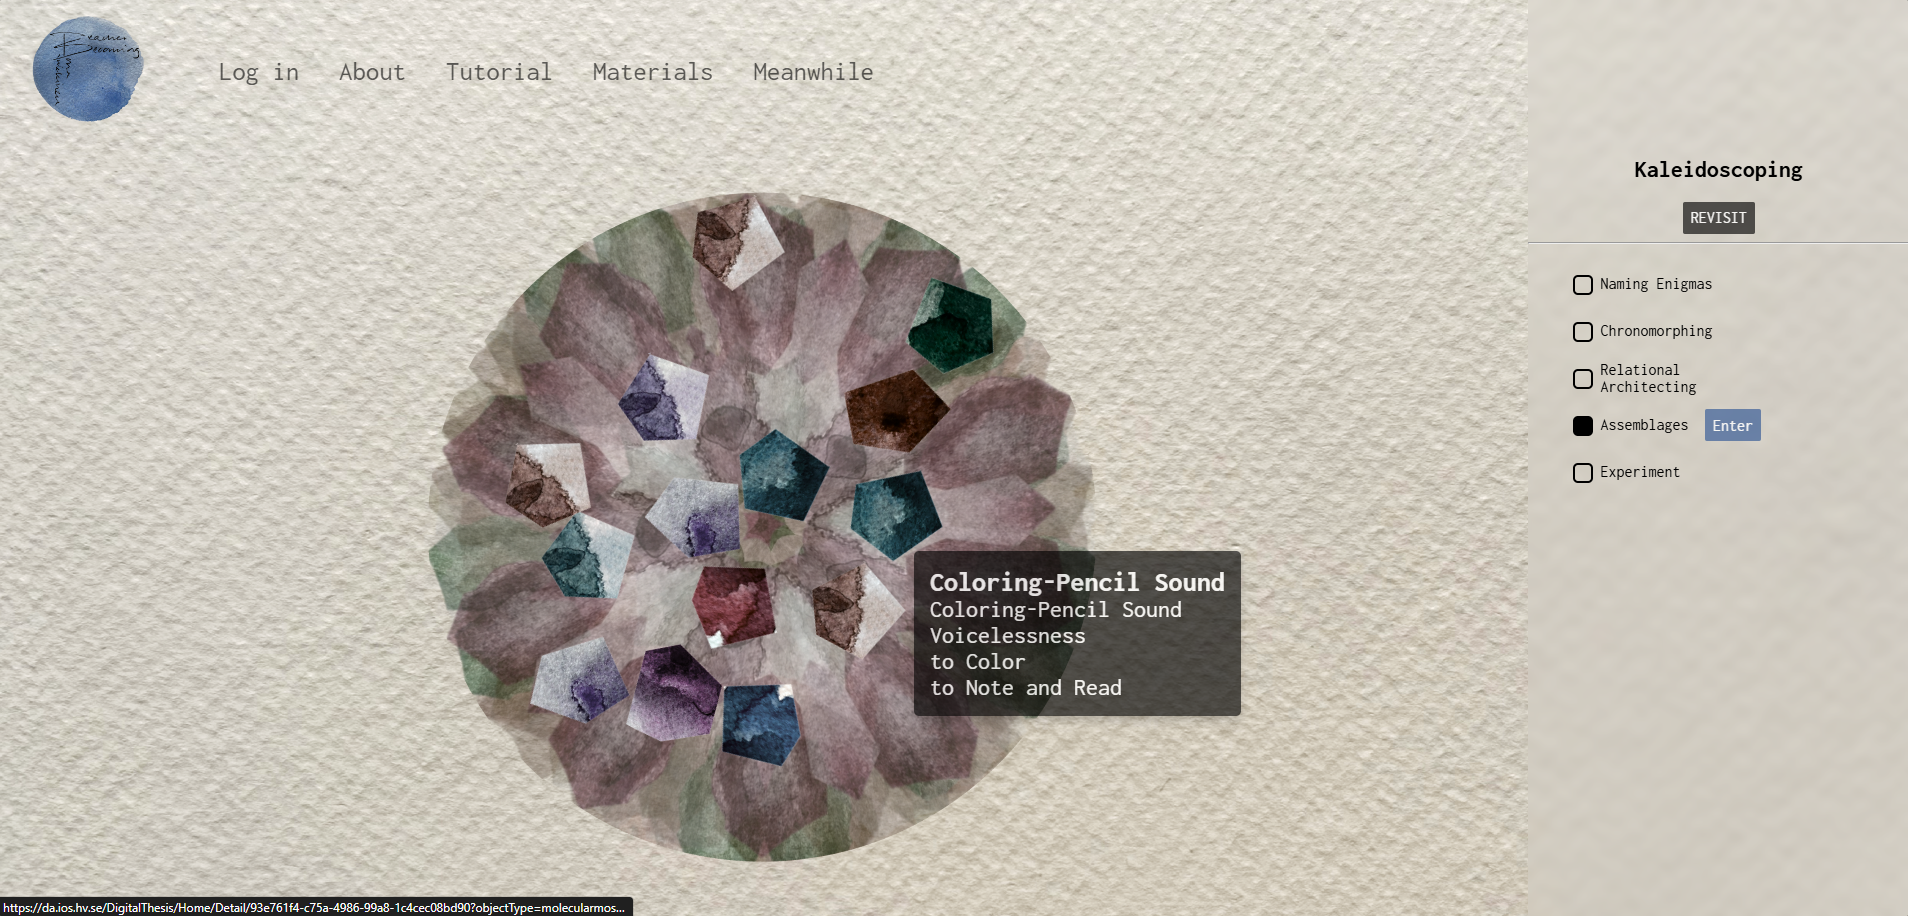 Becoming
Log in
About
Tutorial
Materials
Meanwhile
Kaleidoscoping
REVISIT
Naming Enigmas
Chronomorphing
Relational
Architecting
Assemblages
Enter
Experiment
Coloring-Pencil Sound
Coloring-Pencil Sound
Voicelessness
to Color
to Note and Read
https://da.ios.hv.se/DigitalThesis/Home/Detail/93e761f4-c75a-4986-99a8-1c4cec08bd90?objectType=molecularmos...